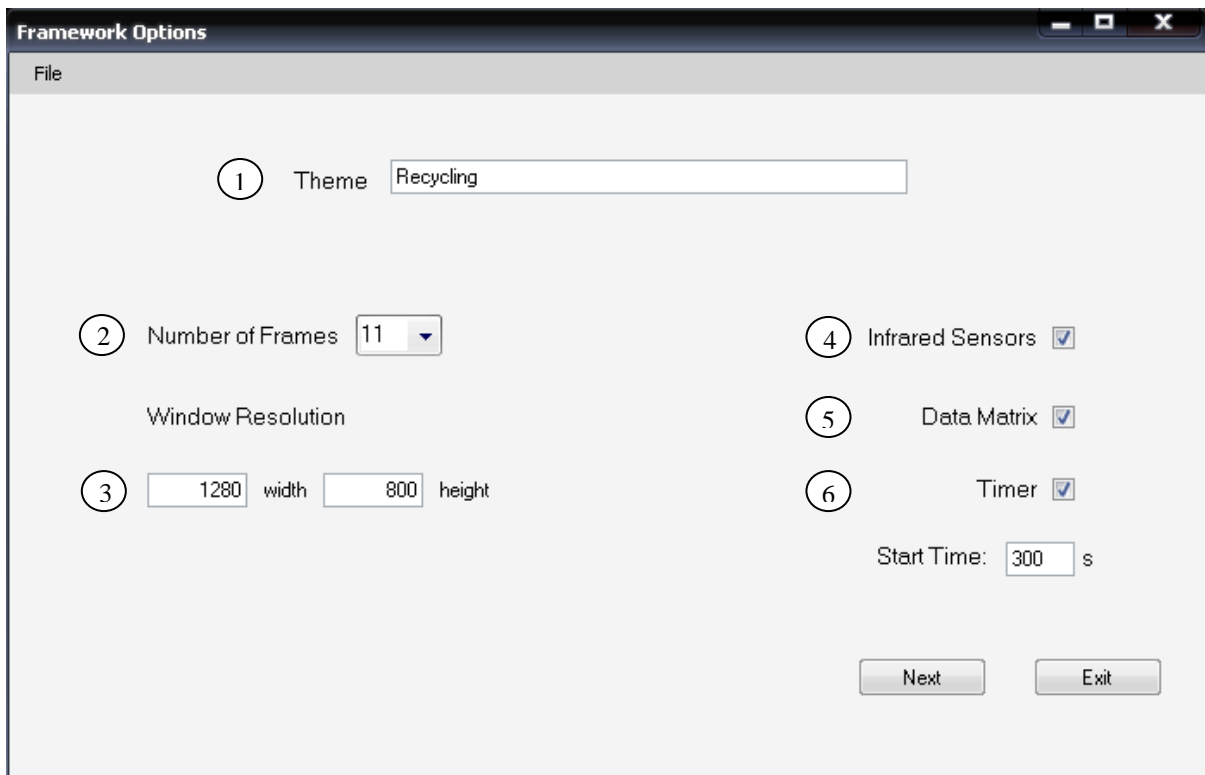 Framework Options
File
1 Theme Recycling
2 Number of Frames 11
4 Infrared Sensors
Window Resolution
5 Data Matrix
3 1280 width 800 height
6 Timer
Start Time: 300 s
Next Exit